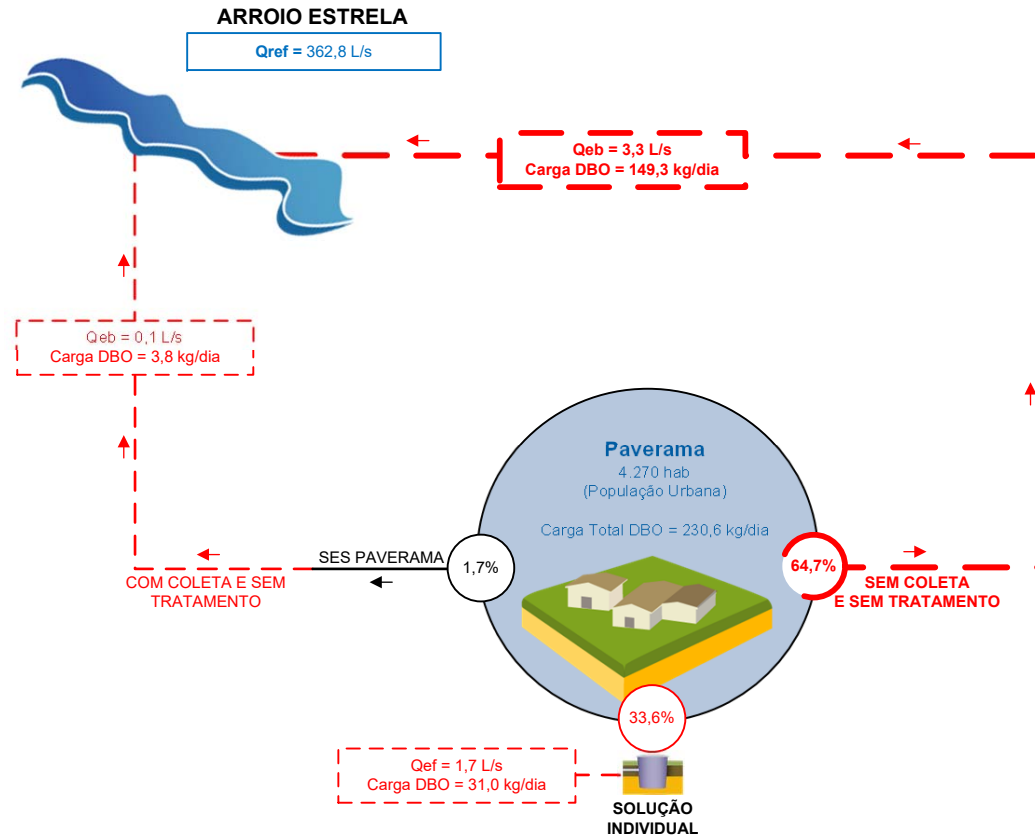 ARROIO ESTRELA
Qref = 362,8 L/s
Qeb = 3,3 L/s
Carga DBO = 149,3 kg/dia
Qeb = 0,1 L/s
Carga DBO = 3,8 kg/dia
Paverama
4.270 hab
(População Urbana)
Carga Total DBO = 230,6 kg/dia
SES PAVERAMA
1,7%
64,7%
COM COLETA E SEM
TRATAMENTO
SEM COLETA
E SEM TRATAMENTO
33,6%
Qef = 1,7 L/s
Carga DBO = 31,0 kg/dia
SOLUÇÃO
INDIVIDUAL